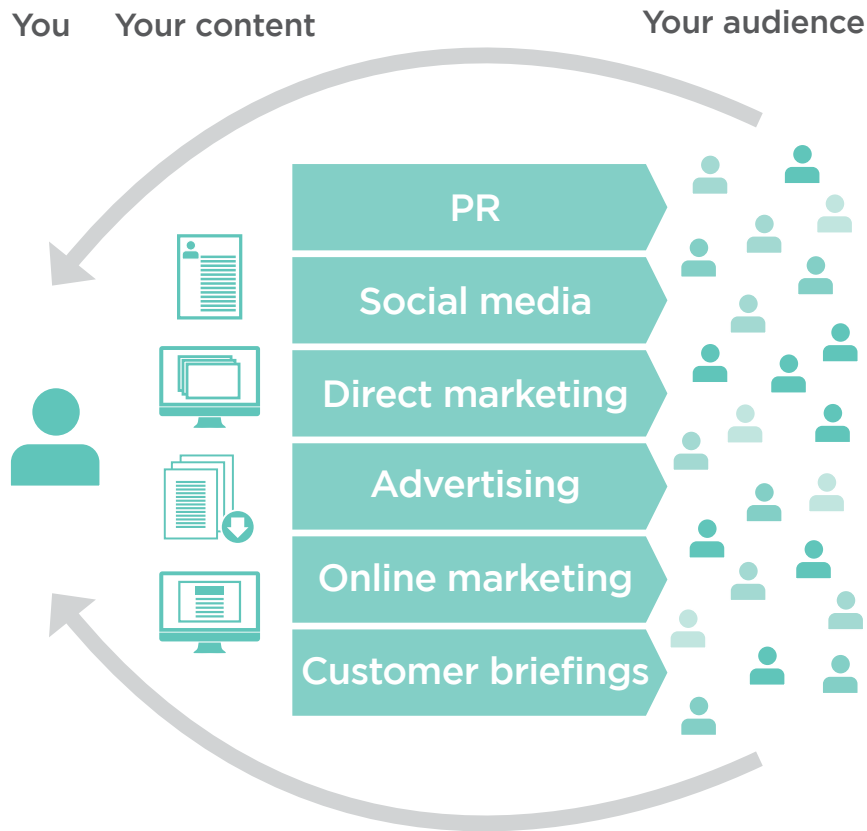 You
Your content
Your audience
PR
Social media
Direct marketing
Advertising
Online marketing
Customer briefings